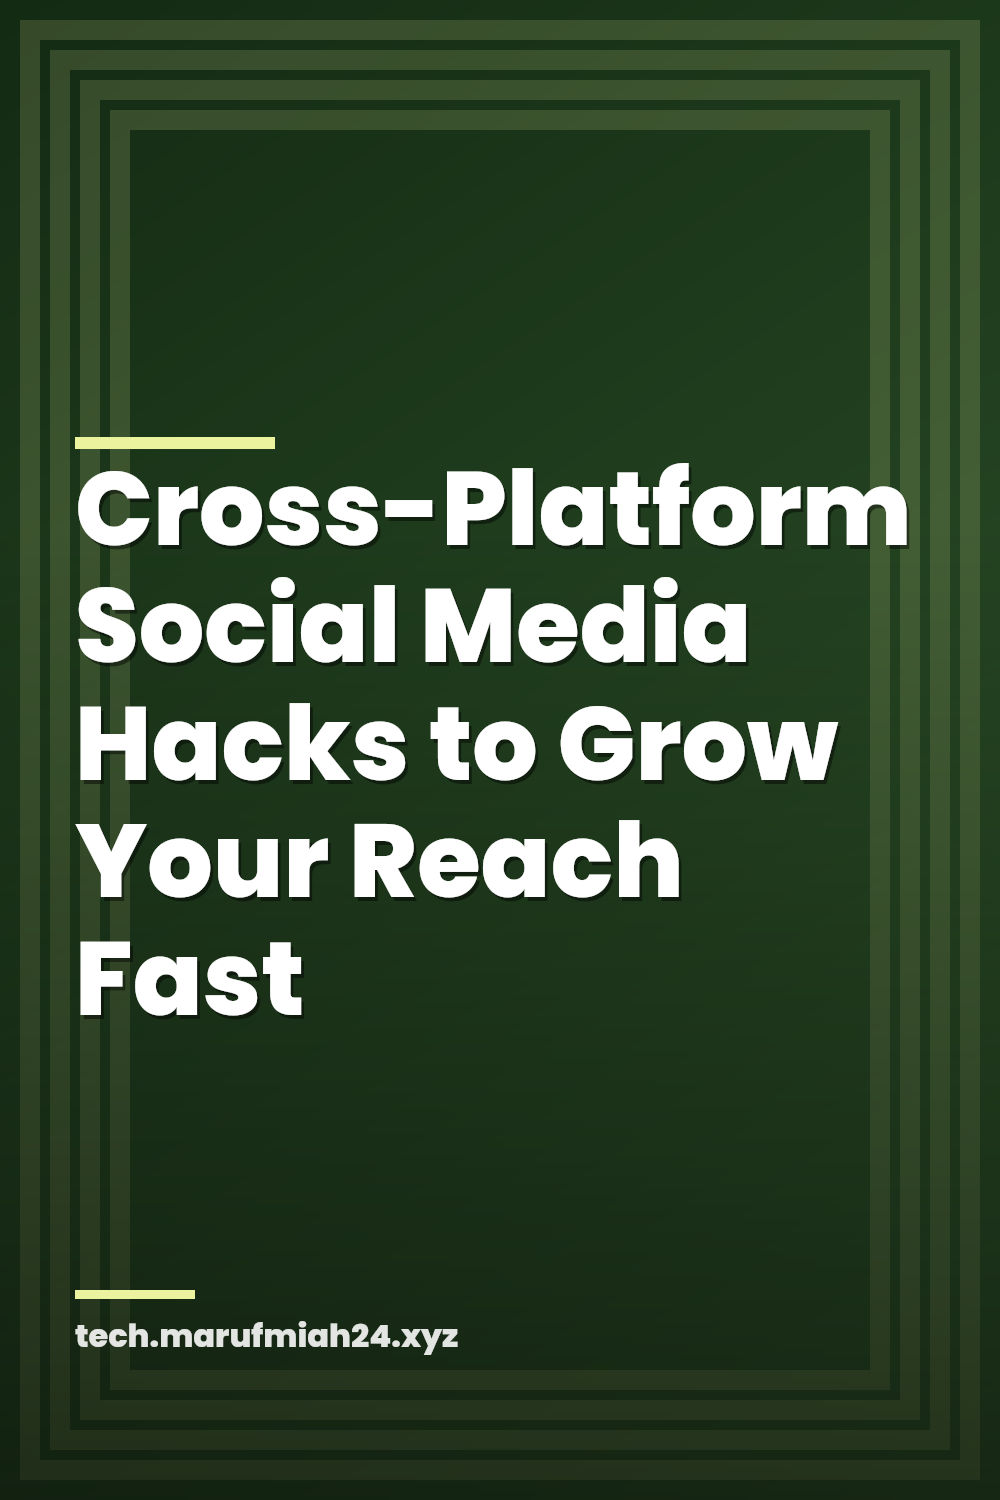 Cross-Platform
Social Media
Hacks to Grow
Your Reach
Fast
tech.marufmiah24.xyz